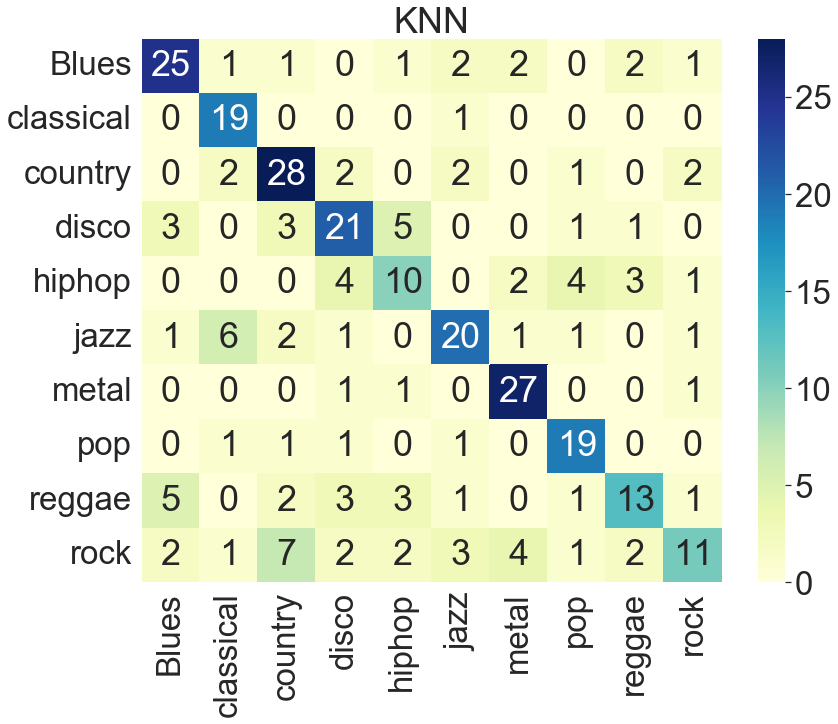 KNN
Blues 25 1 1 0 1 2 2 0 2 1
classical 0 19 0 0 0 1 0 0 0 0
country 0 2 28 2 0 2 0 1 0 2
disco 3 0 3 21 5 0 0 1 1 0
hiphop 0 0 0 4 10 0 2 4 3 1
jazz 1 6 2 1 0 20 1 1 0 1
metal 0 0 0 1 1 0 27 0 0 1
pop 0 1 1 1 0 1 0 19 0 0
reggae 5 0 2 3 3 1 0 1 13 1
rock 2 1 7 2 2 3 4 1 2 11
Blues classical country disco hiphop jazz metal pop reggae rock
25
20
15
10
5
0